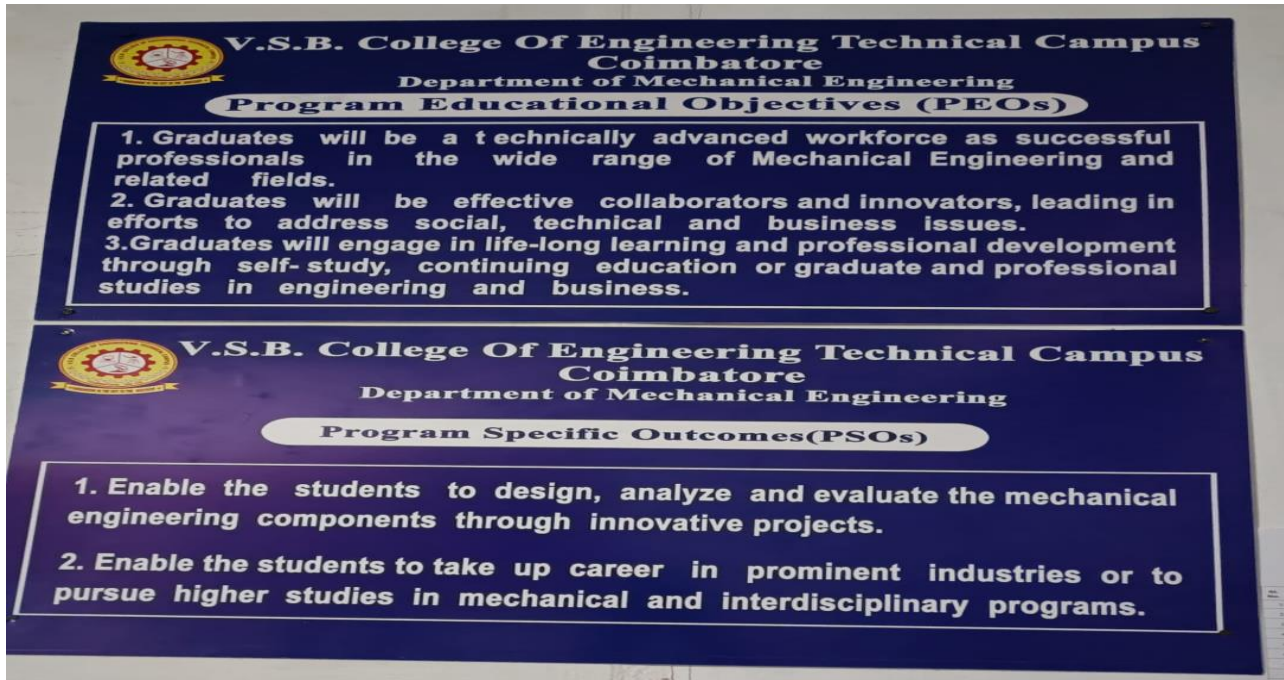 V.S.B. College Of Engineering Technical Campus
Coimbatore
Department of Mechanical Engineering
Program Educational Objectives (PEOs)
1. Graduates will be a t echnically advanced workforce as successful
professionals in the wide range of Mechanical Engineering and
related fields.
2. Graduates will be effective collaborators and innovators, leading in
efforts to address social, technical and business issues.
3.Graduates will engage in life-long learning and professional development
through self- study, continuing education or graduate and professional
studies in engineering and business.
V.S.B. College Of Engineering Technical Campus
Coimbatore
Department of Mechanical Engineering
Program Specific Outcomes(PSOs)
1. Enable the students to design, analyze and evaluate the mechanical
engineering components through innovative projects.
2. Enable the students to take up career in prominent industries or to
pursue higher studies in mechanical and interdisciplinary programs.